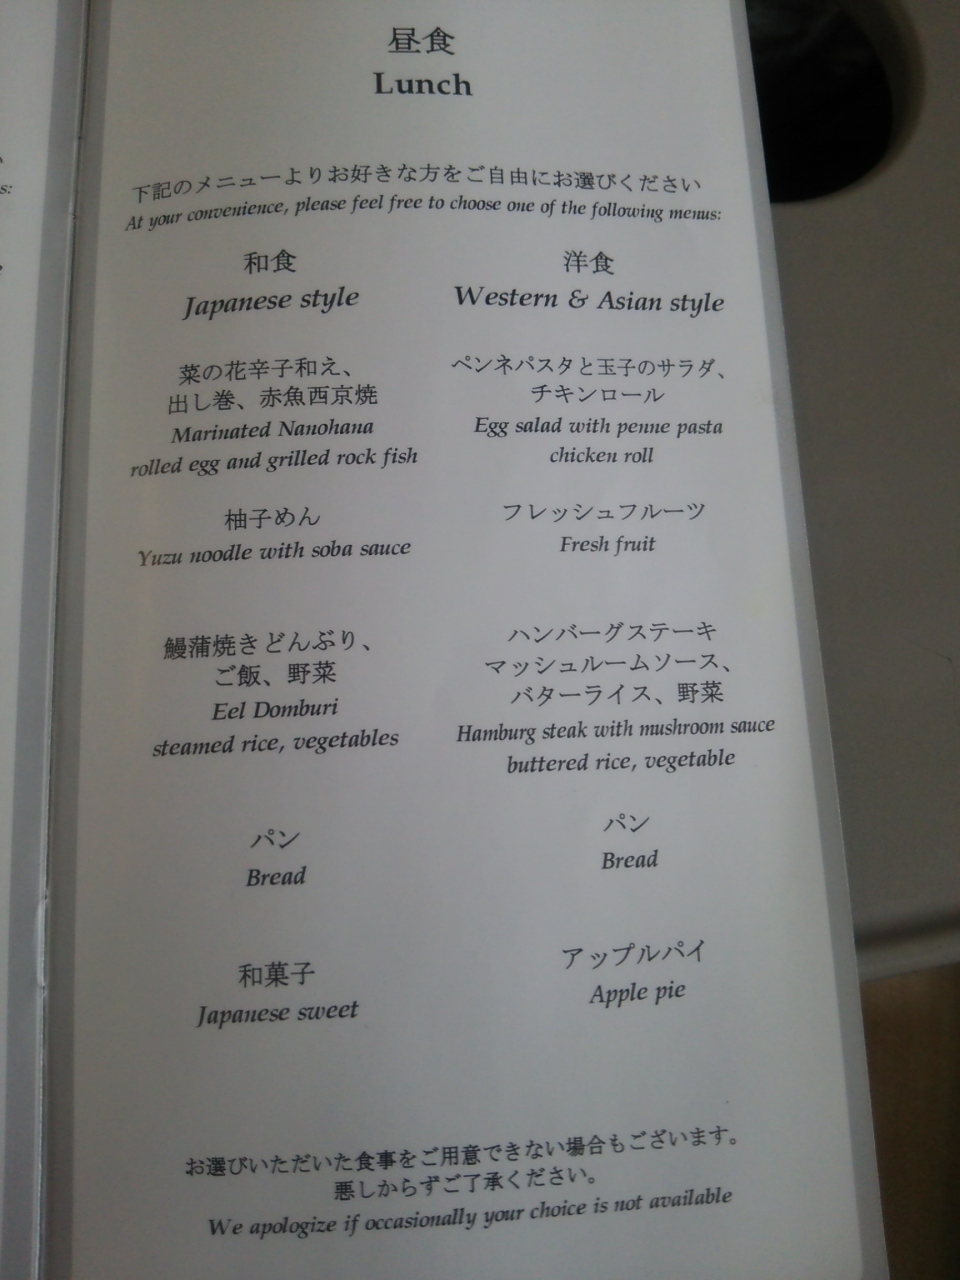 昼食
Lunch
下記のメニューよりお好きな方をご自由にお選びください
At your convenience, please feel free to choose one of the following menus:
和食
Japanese style
菜の花辛子和え、
出し巻、赤魚西京焼
Marinated Nanohana
rolled egg and grilled rock fish
柚子めん
Yuzu noodle with soba sauce
鰻蒲焼きどんぶり、
ご飯、野菜
Eel Domburi
steamed rice, vegetables
パン
Bread
和菓子
Japanese sweet
洋食
Western & Asian style
ペンネパスタと玉子のサラダ、
チキンロール
Egg salad with penne pasta
chicken roll
フレッシュフルーツ
Fresh fruit
ハンバーグステーキ
マッシュルームソース、
バターライス、野菜
Hamburg steak with mushroom sauce
buttered rice, vegetable
パン
Bread
アップルパイ
Apple pie
お選びいただいた食事をご用意できない場合もございます。
悪しからずご了承ください。
We apologize if occasionally your choice is not available